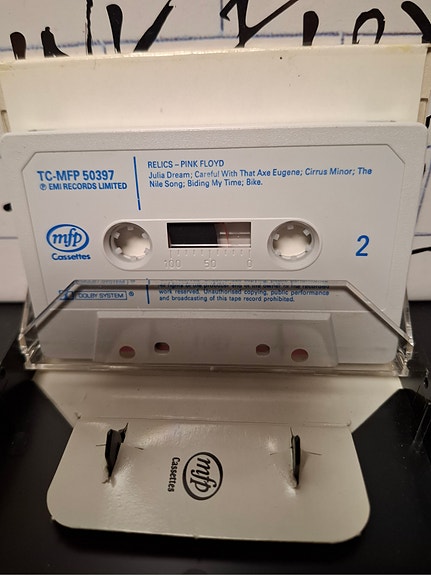 TC-MFP 50397
℗ EMI RECORDS LIMITED
RELICS – PINK FLOYD
Julia Dream; Careful With That Axe Eugene; Cirrus Minor; The
Nile Song; Biding My Time; Bike.
mfp
Cassettes
2
100 50 0
DOLBY SYSTEM ®
work reserved. Unauthorised copying, public performance
and broadcasting of this tape record prohibited.
mfp
Cassettes